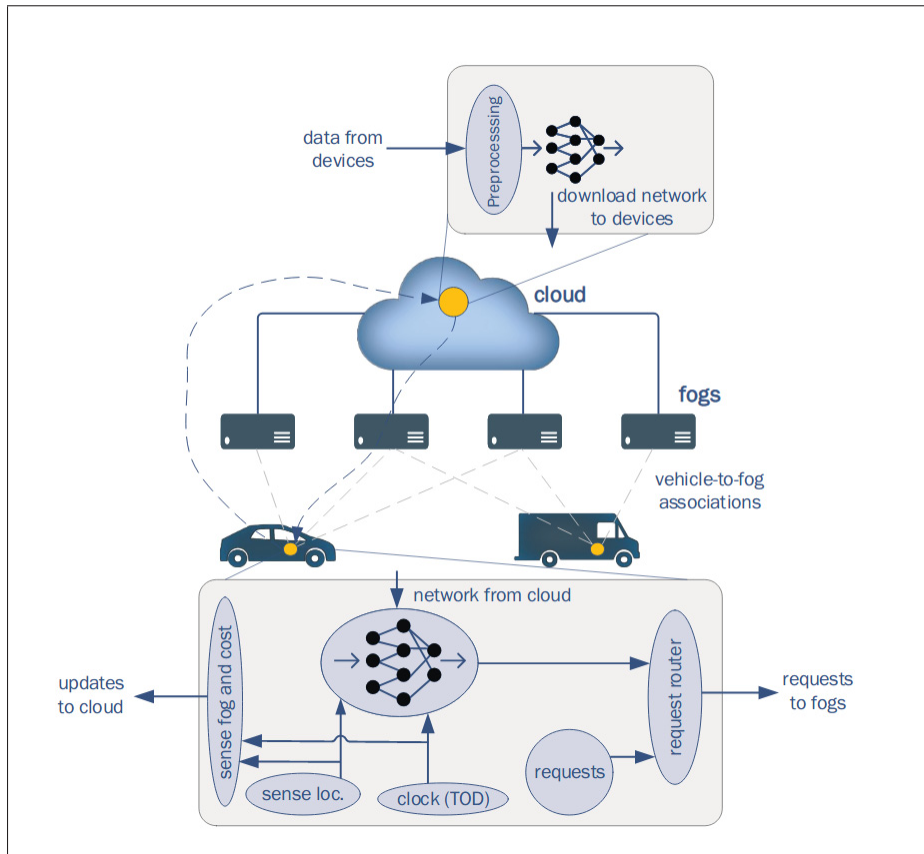 data from
devices
Preprocesssing
download network
to devices
cloud
fogs
vehicle-to-fog
associations
network from cloud
updates
to cloud
sense fog and cost
request router
requests
to fogs
requests
sense loc.
clock (TOD)